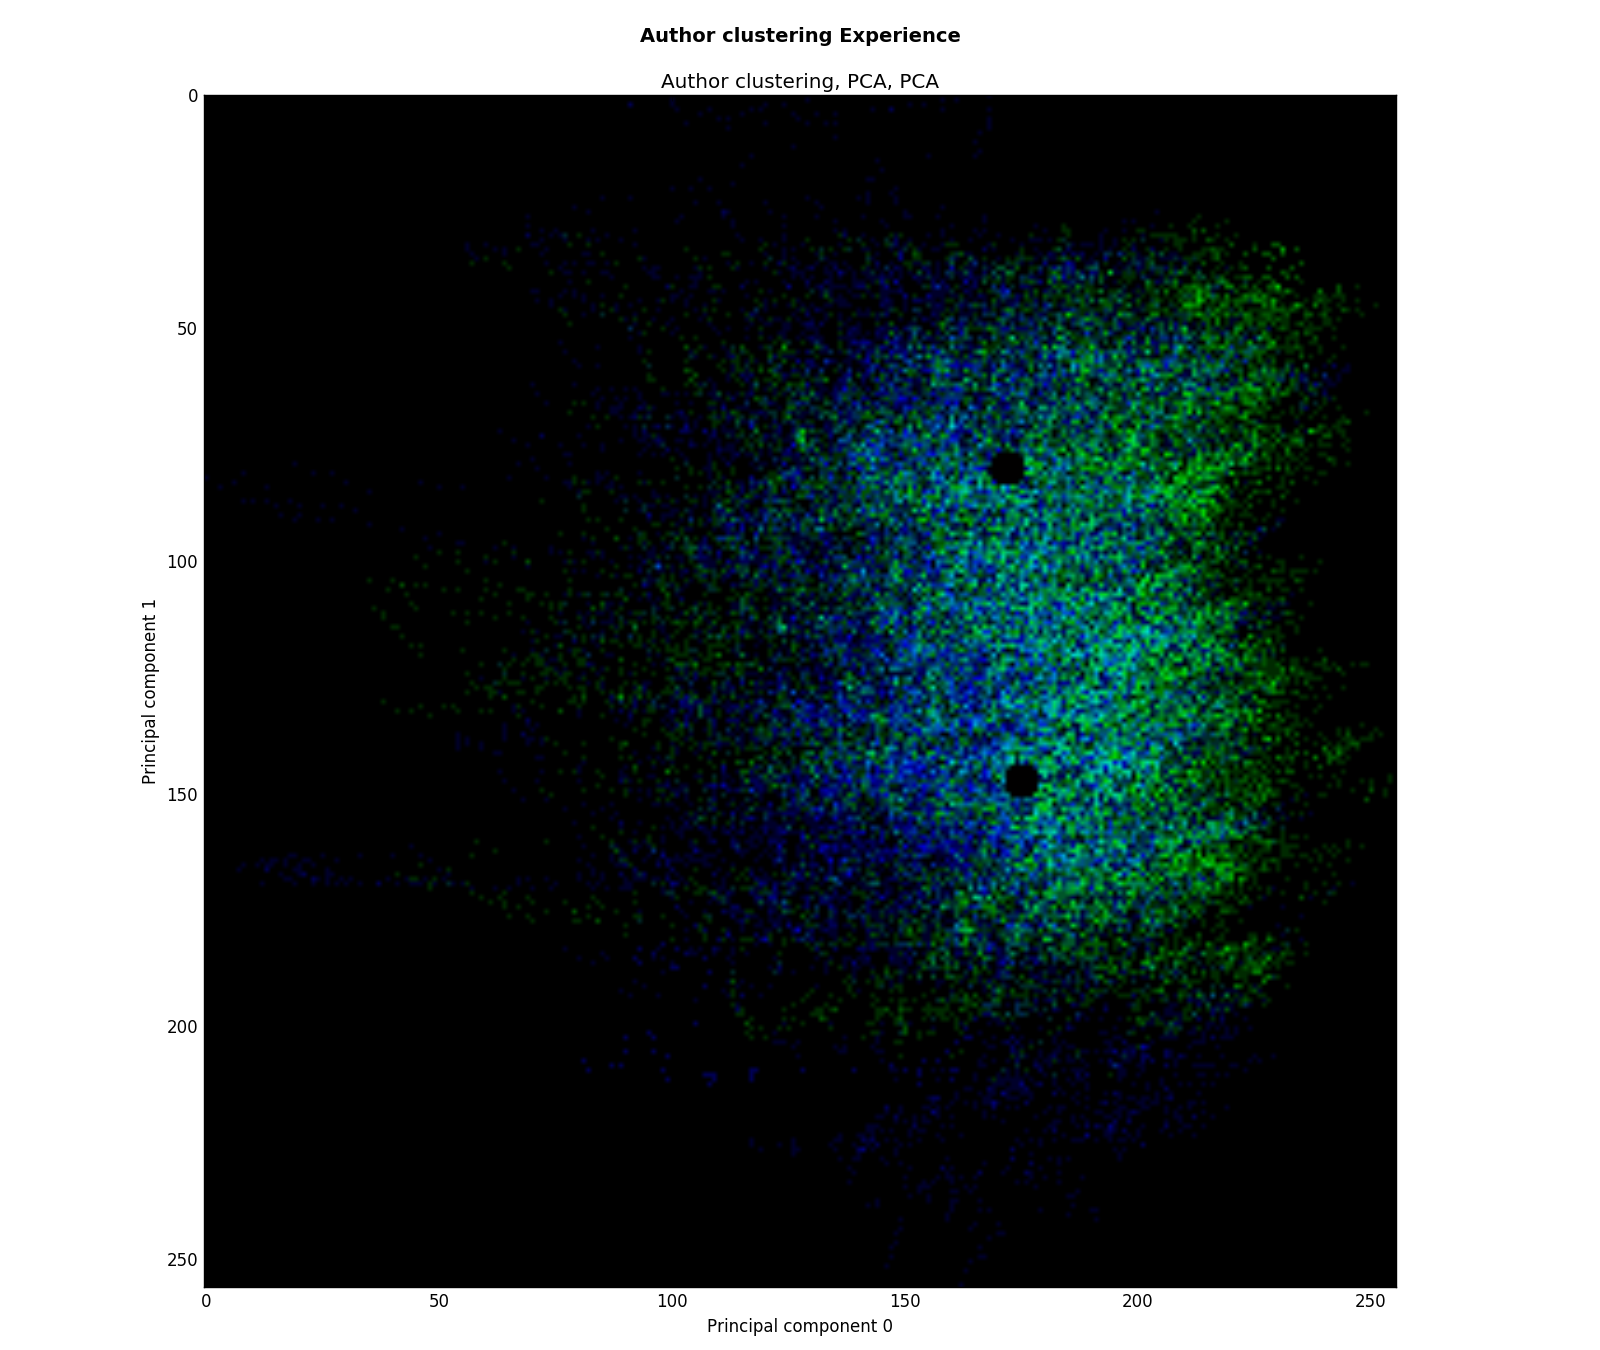 Author clustering Experience
Author clustering, PCA, PCA
0
50
100
150
200
250
Principal component 1
0 50 100 150 200 250
Principal component 0